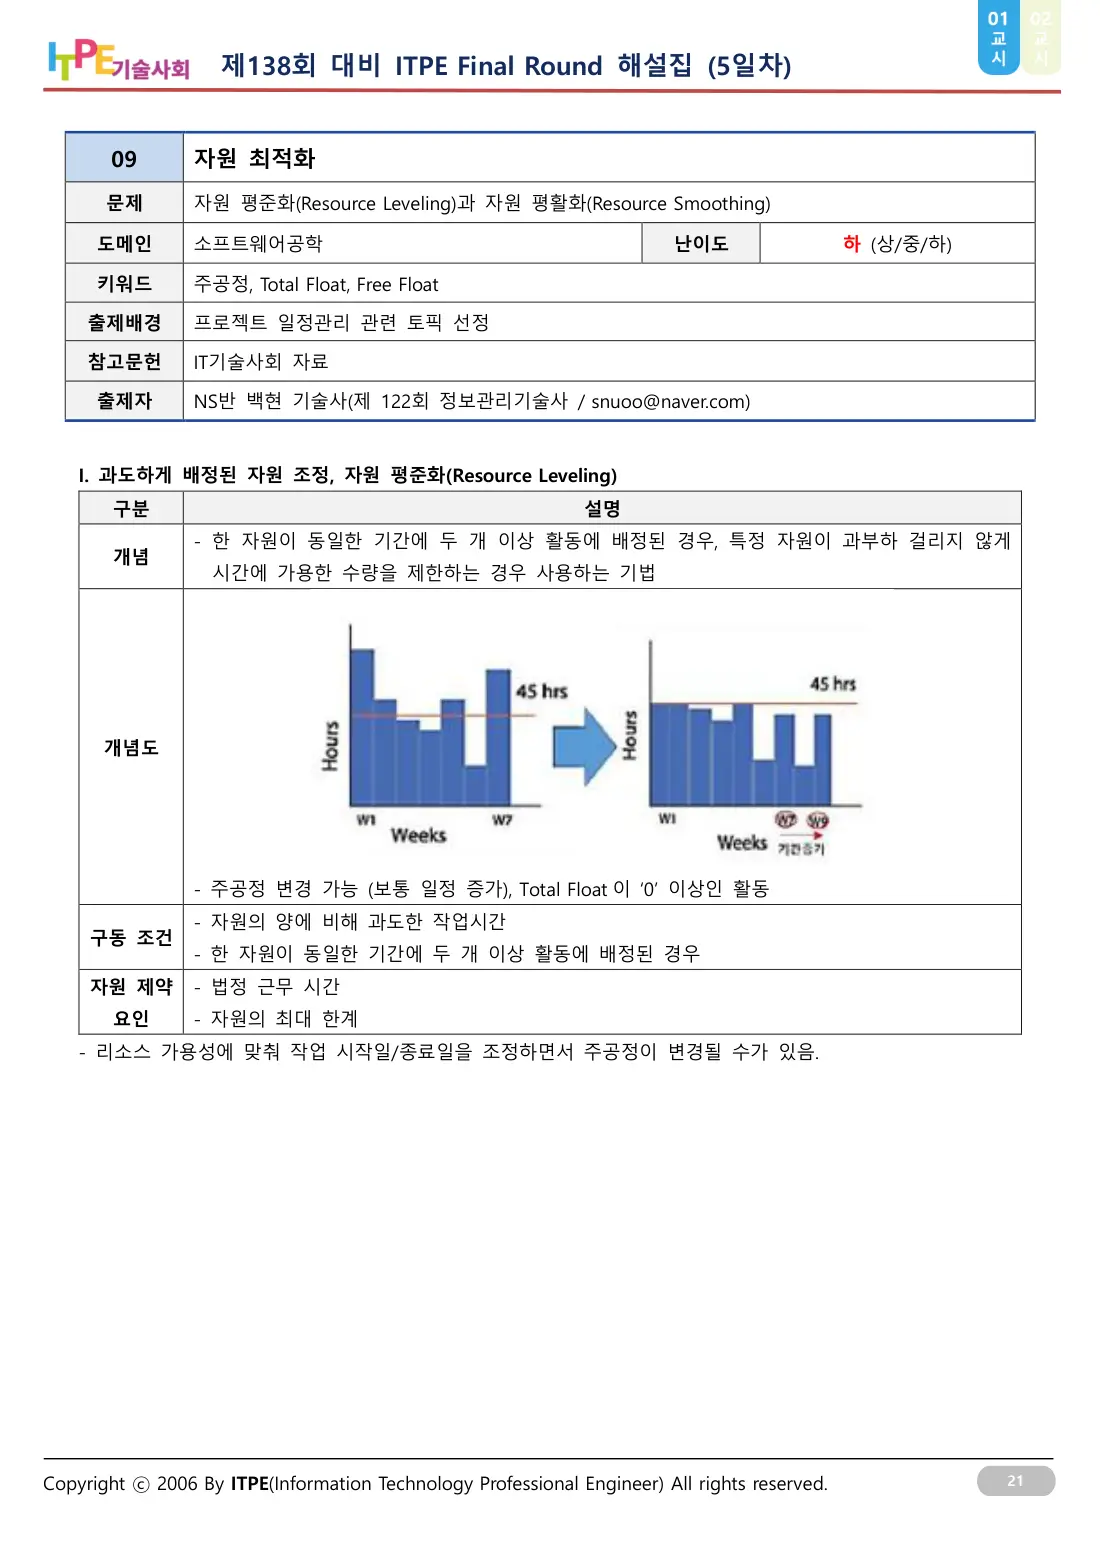 01
교
시
02
교
시
ITPE기술사회 제138회 대비 ITPE Final Round 해설집 (5일차)
09 자원 최적화
문제 자원 평준화(Resource Leveling)과 자원 평활화(Resource Smoothing)
도메인 소프트웨어공학 난이도 하 (상/중/하)
키워드 주공정, Total Float, Free Float
출제배경 프로젝트 일정관리 관련 토픽 선정
참고문헌 IT기술사회 자료
출제자 NS반 백현 기술사(제 122회 정보관리기술사 / snuoo@naver.com)
I. 과도하게 배정된 자원 조정, 자원 평준화(Resource Leveling)
구분 설명
개념
- 한 자원이 동일한 기간에 두 개 이상 활동에 배정된 경우, 특정 자원이 과부하 걸리지 않게
시간에 가용한 수량을 제한하는 경우 사용하는 기법
개념도
Hours
45 hrs
W1
W7
Weeks
Hours
45 hrs
W1
W7
W9
Weeks
기간증가
- 주공정 변경 가능 (보통 일정 증가), Total Float이 ‘0’ 이상인 활동
구동 조건
- 자원의 양에 비해 과도한 작업시간
- 한 자원이 동일한 기간에 두 개 이상 활동에 배정된 경우
자원 제약
요인
- 법정 근무 시간
- 자원의 최대 한계
- 리소스 가용성에 맞춰 작업 시작일/종료일을 조정하면서 주공정이 변경될 수가 있음.
Copyright ⓒ 2006 By ITPE(Information Technology Professional Engineer) All rights reserved.
21